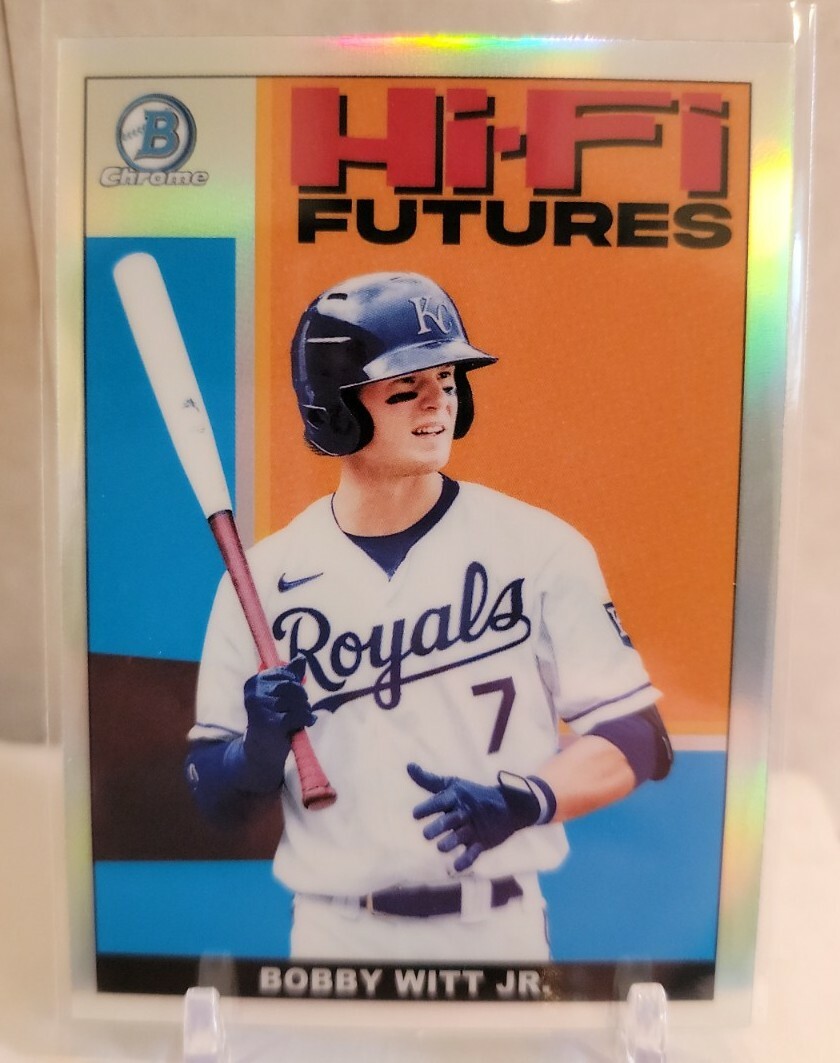 B
Chrome
Hi-Fi
FUTURES
KC
Royals
7
BOBBY WITT JR.